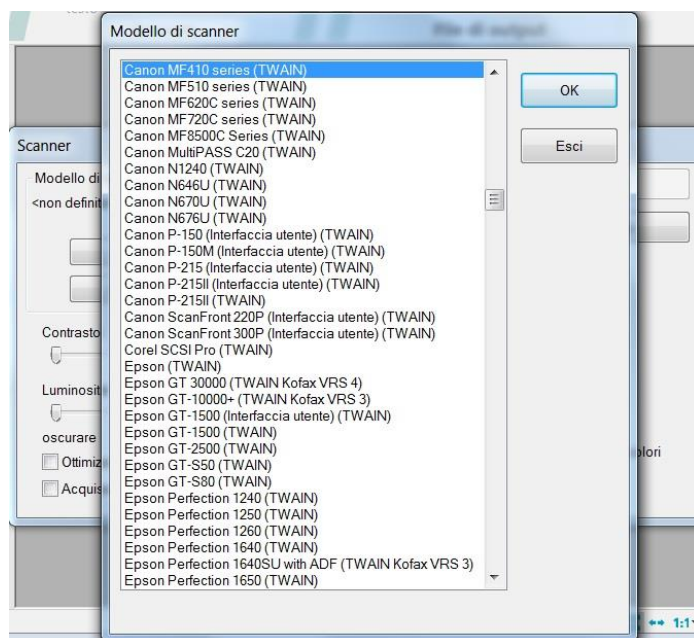 testo
File di output
Modello di scanner
Canon MF410 series (TWAIN)
Canon MF510 series (TWAIN)
Canon MF620C series (TWAIN)
Canon MF720C series (TWAIN)
Canon MF8500C Series (TWAIN)
Canon MultiPASS C20 (TWAIN)
Canon N1240 (TWAIN)
Canon N646U (TWAIN)
Canon N670U (TWAIN)
Canon N676U (TWAIN)
Canon P-150 (Interfaccia utente) (TWAIN)
Canon P-150M (Interfaccia utente) (TWAIN)
Canon P-215 (Interfaccia utente) (TWAIN)
Canon P-215II (Interfaccia utente) (TWAIN)
Canon P-215II (TWAIN)
Canon ScanFront 220P (Interfaccia utente) (TWAIN)
Canon ScanFront 300P (Interfaccia utente) (TWAIN)
Corel SCSI Pro (TWAIN)
Epson (TWAIN)
Epson GT 30000 (TWAIN Kofax VRS 4)
Epson GT-10000+ (TWAIN Kofax VRS 3)
Epson GT-1500 (Interfaccia utente) (TWAIN)
Epson GT-1500 (TWAIN)
Epson GT-2500 (TWAIN)
Epson GT-S50 (TWAIN)
Epson GT-S80 (TWAIN)
Epson Perfection 1240 (TWAIN)
Epson Perfection 1250 (TWAIN)
Epson Perfection 1260 (TWAIN)
Epson Perfection 1640 (TWAIN)
Epson Perfection 1640SU with ADF (TWAIN Kofax VRS 3)
Epson Perfection 1650 (TWAIN)
OK
Esci
Scanner
Modello di
<non definit
Contrasto
Luminosit
oscurare
Ottimiz
Acquis
olori
1:1